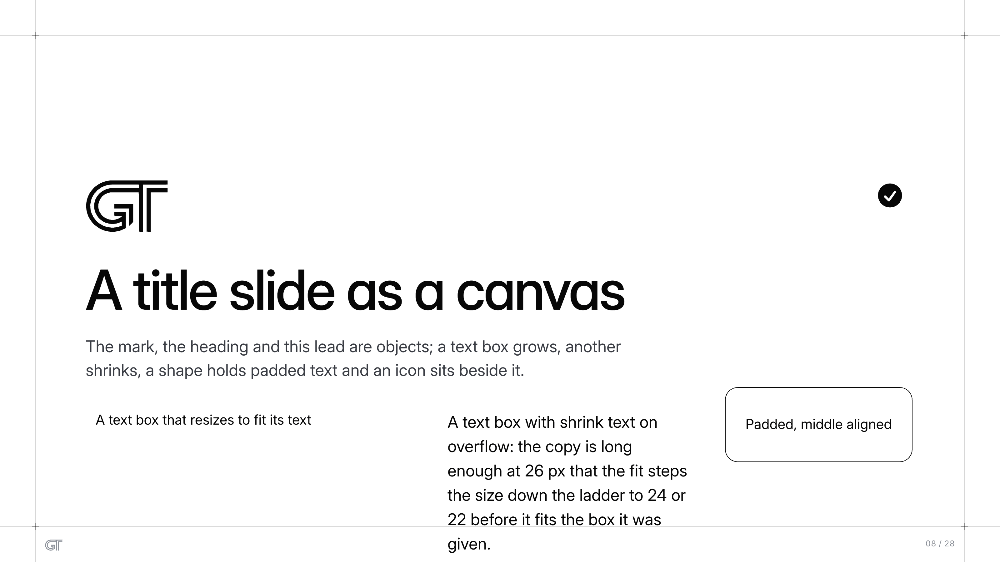 GT
A title slide as a canvas
The mark, the heading and this lead are objects; a text box grows, another
shrinks, a shape holds padded text and an icon sits beside it.
A text box that resizes to fit its text
A text box with shrink text on
overflow: the copy is long
enough at 26 px that the fit steps
the size down the ladder to 24 or
22 before it fits the box it was
given.
Padded, middle aligned
GT
08 / 28